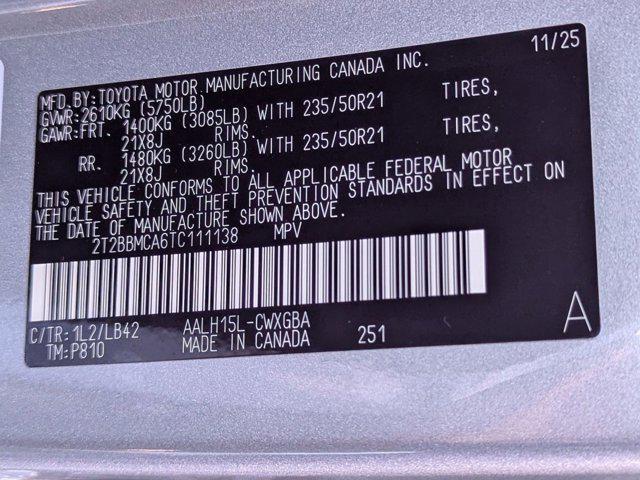 11/25
MFD. BY:TOYOTA MOTOR MANUFACTURING CANADA INC.
GVWR:2610KG (5750LB)
GAWR:FRT. 1400KG (3085LB) WITH 235/50R21 TIRES,
21X8J RIMS.
RR. 1480KG (3260LB) WITH 235/50R21 TIRES,
21X8J RIMS.
THIS VEHICLE CONFORMS TO ALL APPLICABLE FEDERAL MOTOR
VEHICLE SAFETY AND THEFT PREVENTION STANDARDS IN EFFECT ON
THE DATE OF MANUFACTURE SHOWN ABOVE.
2T2BBMCA6TC111138 MPV
C/TR:1L2/LB42 AALH15L-CWXGBA
TM:P810 MADE IN CANADA 251 A